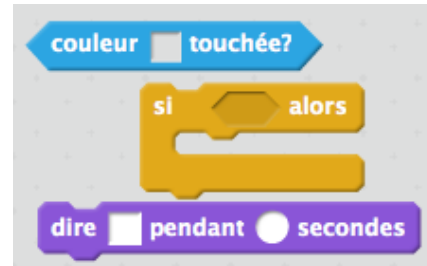 couleur touchée?
si alors
dire pendant secondes